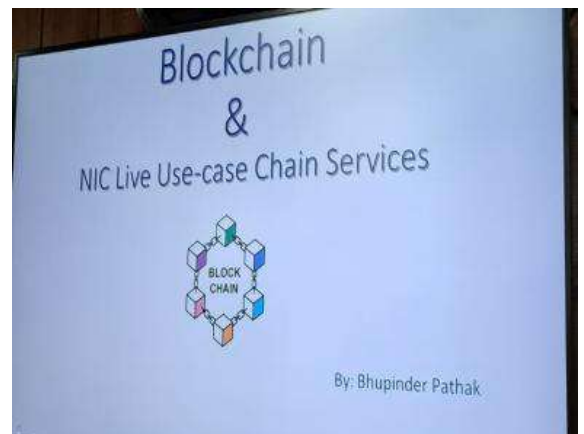 Blockchain
&
NIC Live Use-case Chain Services
BLOCK
CHAIN
By: Bhupinder Pathak